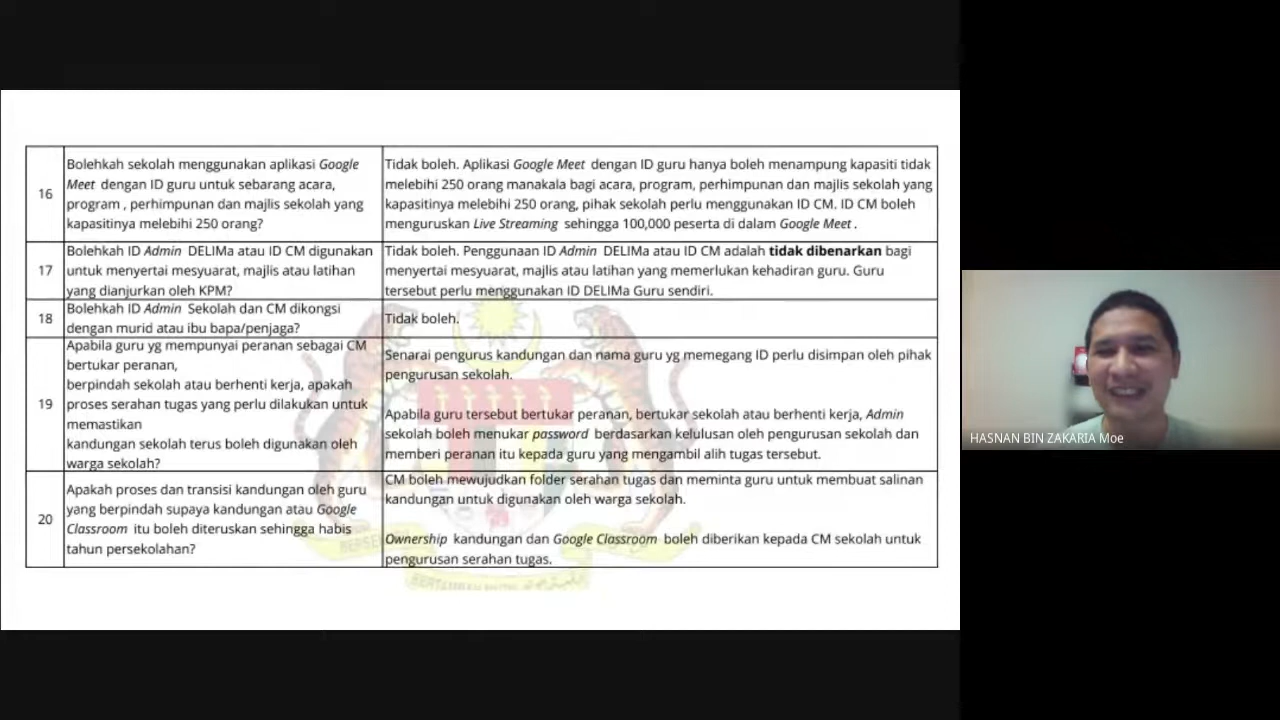 16
Bolehkah sekolah menggunakan aplikasi Google
Meet dengan ID guru untuk sebarang acara,
program , perhimpunan dan majlis sekolah yang
kapasitinya melebihi 250 orang?
Tidak boleh. Aplikasi Google Meet dengan ID guru hanya boleh menampung kapasiti tidak
melebihi 250 orang manakala bagi acara, program, perhimpunan dan majlis sekolah yang
kapasitinya melebihi 250 orang, pihak sekolah perlu menggunakan ID CM. ID CM boleh
menguruskan Live Streaming sehingga 100,000 peserta di dalam Google Meet .
17
Bolehkah ID Admin DELIMa atau ID CM digunakan
untuk menyertai mesyuarat, majlis atau latihan
yang dianjurkan oleh KPM?
Tidak boleh. Penggunaan ID Admin DELIMa atau ID CM adalah tidak dibenarkan bagi
menyertai mesyuarat, majlis atau latihan yang memerlukan kehadiran guru. Guru
tersebut perlu menggunakan ID DELIMa Guru sendiri.
18
Bolehkah ID Admin Sekolah dan CM dikongsi
dengan murid atau ibu bapa/penjaga?
Tidak boleh.
19
Apabila guru yg mempunyai peranan sebagai CM
bertukar peranan,
berpindah sekolah atau berhenti kerja, apakah
proses serahan tugas yang perlu dilakukan untuk
memastikan
kandungan sekolah terus boleh digunakan oleh
warga sekolah?
Senarai pengurus kandungan dan nama guru yg memegang ID perlu disimpan oleh pihak
pengurusan sekolah.
Apabila guru tersebut bertukar peranan, bertukar sekolah atau berhenti kerja, Admin
sekolah boleh menukar password berdasarkan kelulusan oleh pengurusan sekolah dan
memberi peranan itu kepada guru yang mengambil alih tugas tersebut.
20
Apakah proses dan transisi kandungan oleh guru
yang berpindah supaya kandungan atau Google
Classroom itu boleh diteruskan sehingga habis
tahun persekolahan?
CM boleh mewujudkan folder serahan tugas dan meminta guru untuk membuat salinan
kandungan untuk digunakan oleh warga sekolah.
Ownership kandungan dan Google Classroom boleh diberikan kepada CM sekolah untuk
pengurusan serahan tugas.
HASNAN BIN ZAKARIA Moe